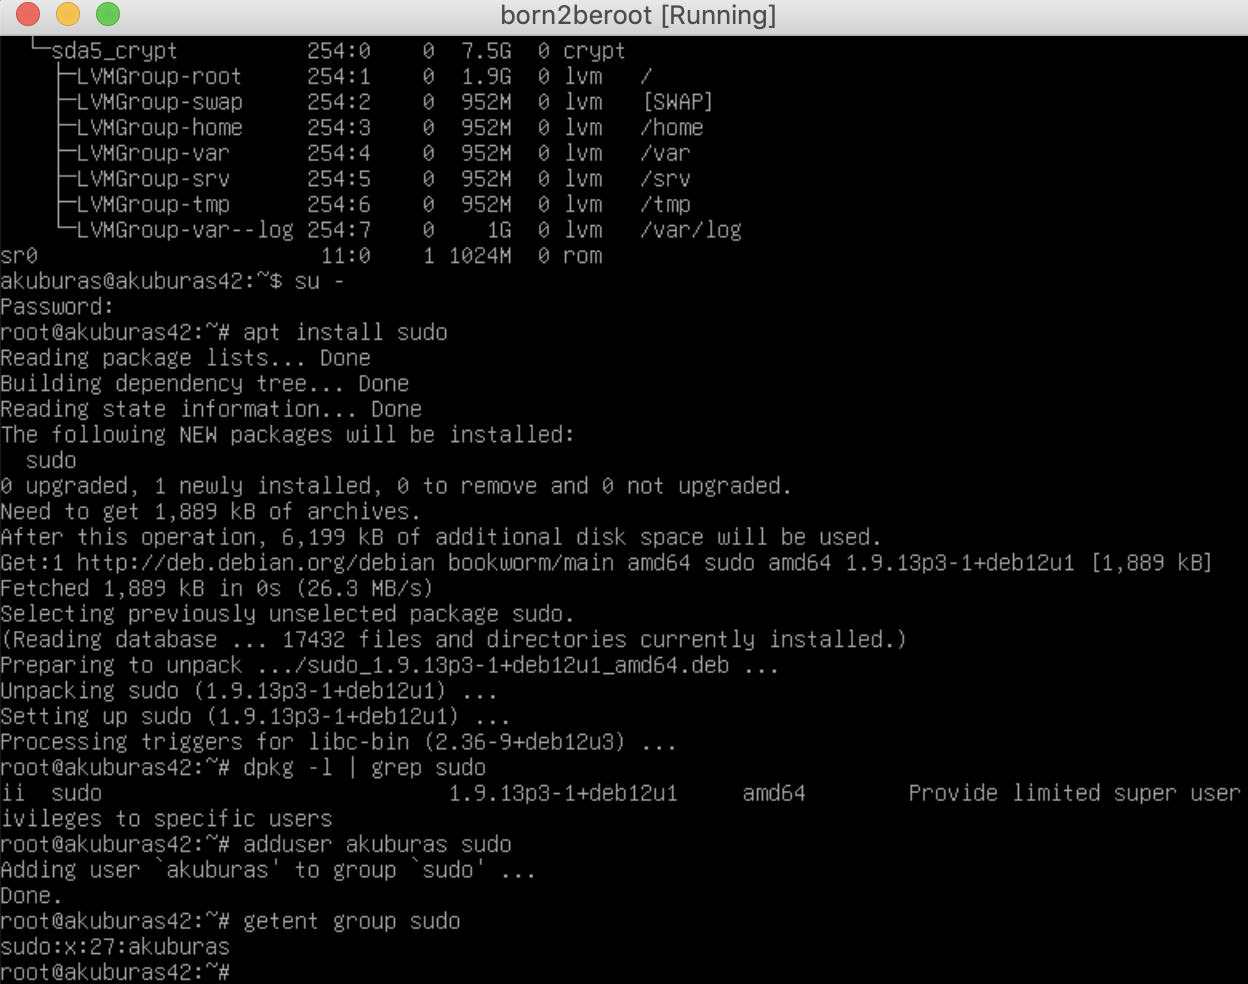 born2beroot [Running]
└─sda5_crypt 254:0 0 7.5G 0 crypt
├─LVMGroup-root 254:1 0 1.9G 0 lvm /
├─LVMGroup-swap 254:2 0 952M 0 lvm [SWAP]
├─LVMGroup-home 254:3 0 952M 0 lvm /home
├─LVMGroup-var 254:4 0 952M 0 lvm /var
├─LVMGroup-srv 254:5 0 952M 0 lvm /srv
├─LVMGroup-tmp 254:6 0 952M 0 lvm /tmp
└─LVMGroup-var--log 254:7 0 1G 0 lvm /var/log
sr0 11:0 1 1024M 0 rom
akuburas@akuburas42:~$ su -
Password:
root@akuburas42:~# apt install sudo
Reading package lists... Done
Building dependency tree... Done
Reading state information... Done
The following NEW packages will be installed:
sudo
0 upgraded, 1 newly installed, 0 to remove and 0 not upgraded.
Need to get 1,889 kB of archives.
After this operation, 6,199 kB of additional disk space will be used.
Get:1 http://deb.debian.org/debian bookworm/main amd64 sudo amd64 1.9.13p3-1+deb12u1 [1,889 kB]
Fetched 1,889 kB in 0s (26.3 MB/s)
Selecting previously unselected package sudo.
(Reading database ... 17432 files and directories currently installed.)
Preparing to unpack .../sudo_1.9.13p3-1+deb12u1_amd64.deb ...
Unpacking sudo (1.9.13p3-1+deb12u1) ...
Setting up sudo (1.9.13p3-1+deb12u1) ...
Processing triggers for libc-bin (2.36-9+deb12u3) ...
root@akuburas42:~# dpkg -l | grep sudo
ii sudo 1.9.13p3-1+deb12u1 amd64 Provide limited super user
ivileges to specific users
root@akuburas42:~# adduser akuburas sudo
Adding user `akuburas' to group `sudo' ...
Done.
root@akuburas42:~# getent group sudo
sudo:x:27:akuburas
root@akuburas42:~#